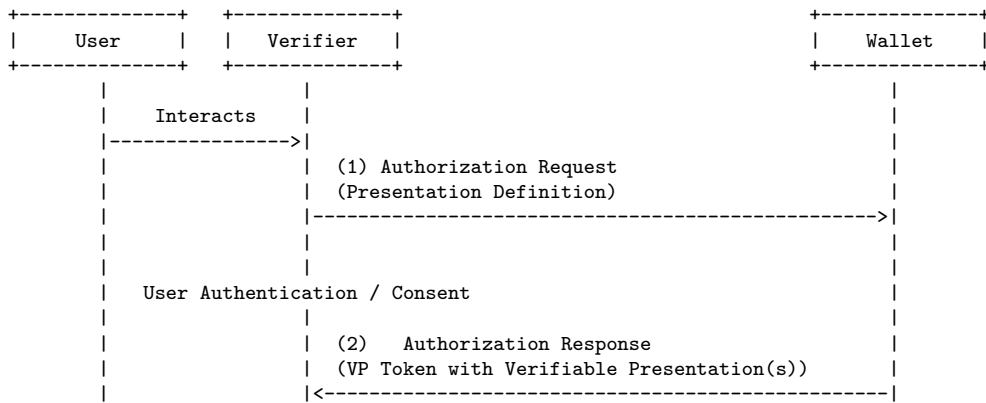 User Verifier Wallet
Interacts
(1) Authorization Request
(Presentation Definition)
User Authentication / Consent
(2) Authorization Response
(VP Token with Verifiable Presentation(s))